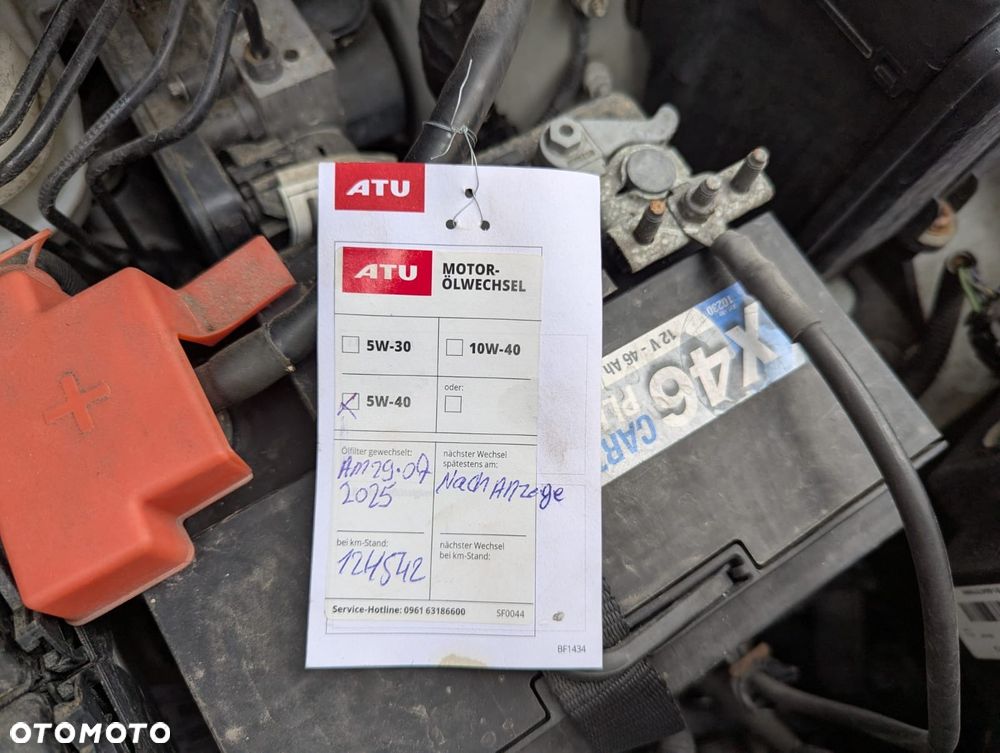 ATU
ATU MOTOR-
ÖLWECHSEL
5W-30
10W-40
5W-40
oder:
Ölfilter gewechselt:
Am 29.07
2025
nächster Wechsel
spätestens am:
Nach Anzege
bei km-Stand:
124542
nächster Wechsel
bei km-Stand:
Service-Hotline: 0961 63186600
SF0044
BF1434
10230
12 V - 46 Ah
X46
OTOMOTO